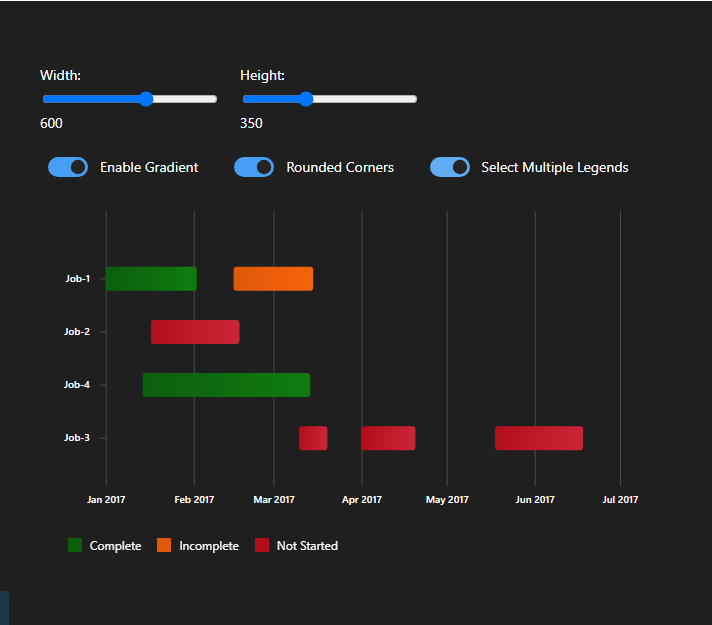 Width: Height:
600 350
Enable Gradient Rounded Corners Select Multiple Legends
Job-1
Job-2
Job-4
Job-3
Jan 2017 Feb 2017 Mar 2017 Apr 2017 May 2017 Jun 2017 Jul 2017
Complete Incomplete Not Started